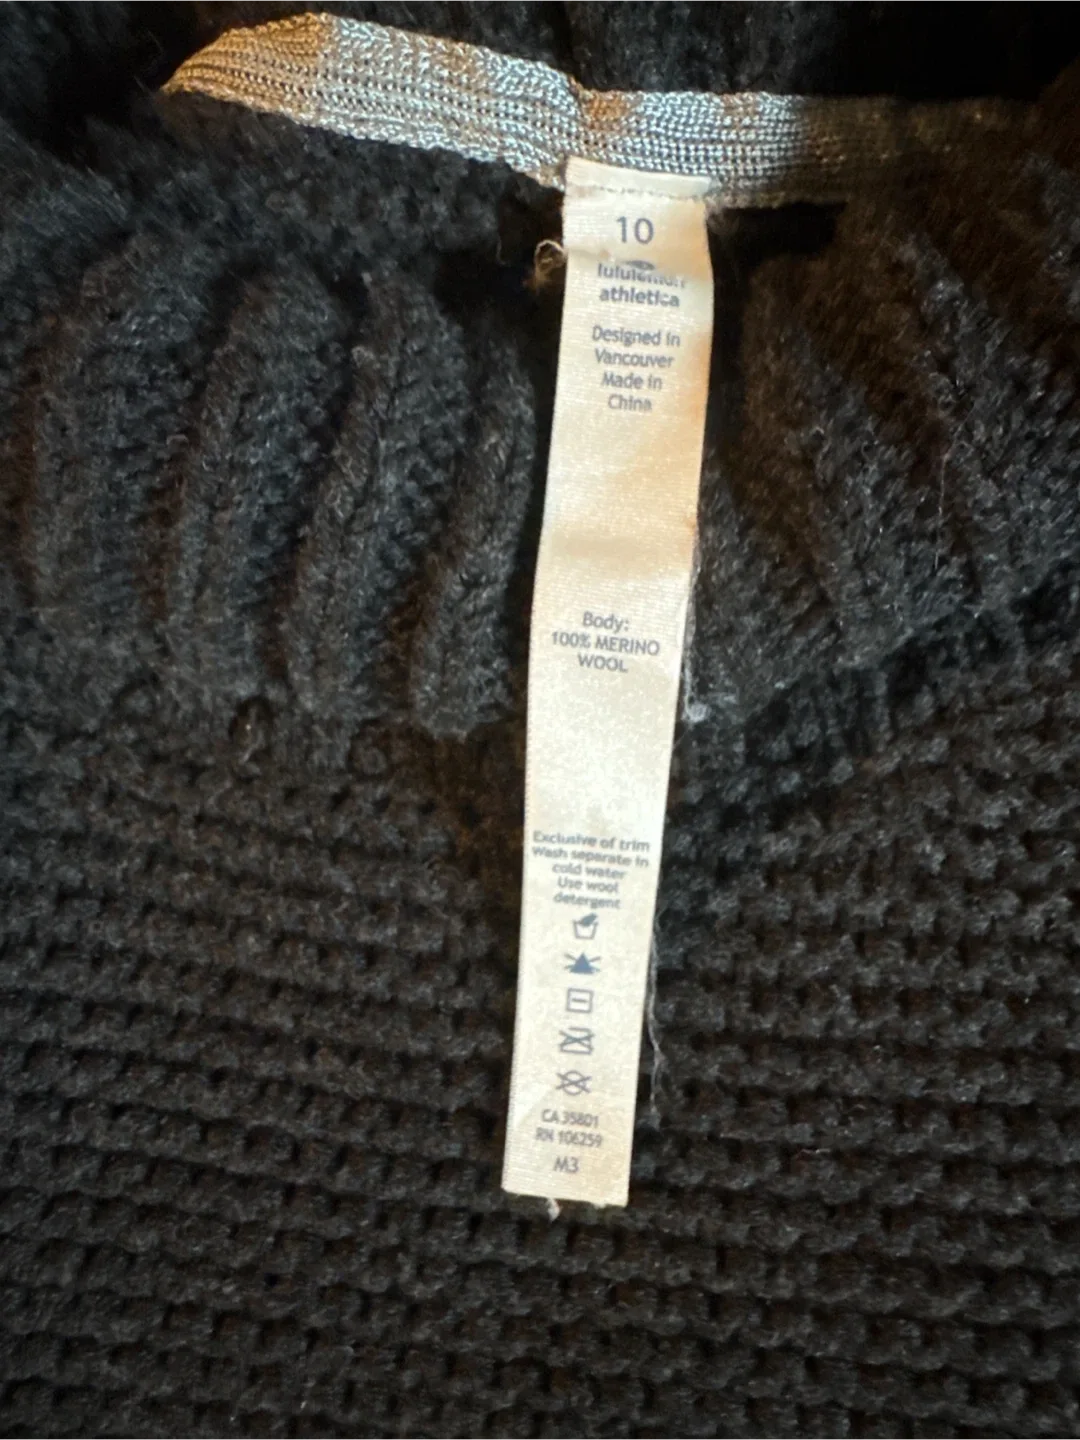 10
lululemon
athletica
Designed in
Vancouver
Made in
China
Body:
100% MERINO
WOOL
Exclusive of trim
Wash separate in
cold water
Use wool
detergent
CA 35801
RN 106259
M3